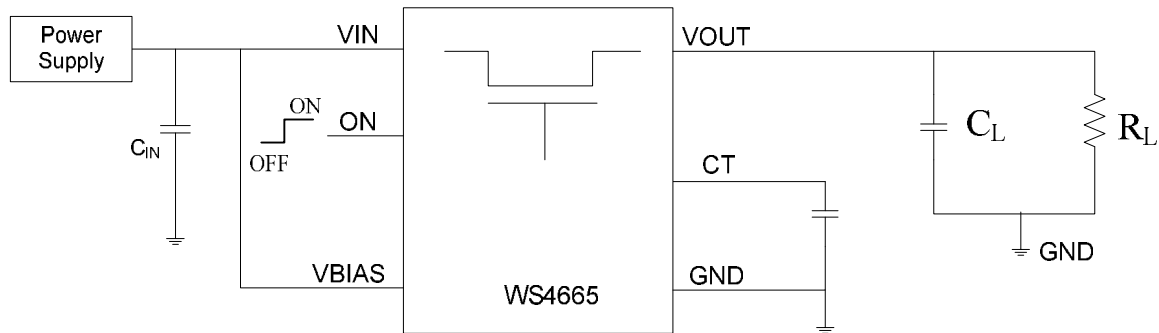 Power
Supply
VIN
VOUT
ON
ON
OFF
CIN
CL
RL
CT
VBIAS
GND
GND
WS4665